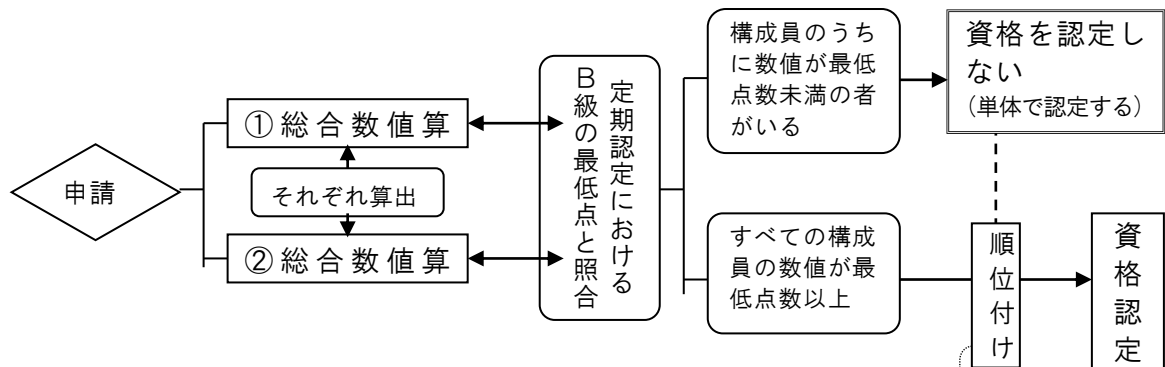 申請
①総合数値算
それぞれ算出
②総合数値算
定期認定における
B級の最低点と照合
構成員のうち
に数値が最低
点数未満の者
がいる
資格を認定し
ない
（単体で認定する）
すべての構成
員の数値が最
低点数以上
順位付け
資格認定